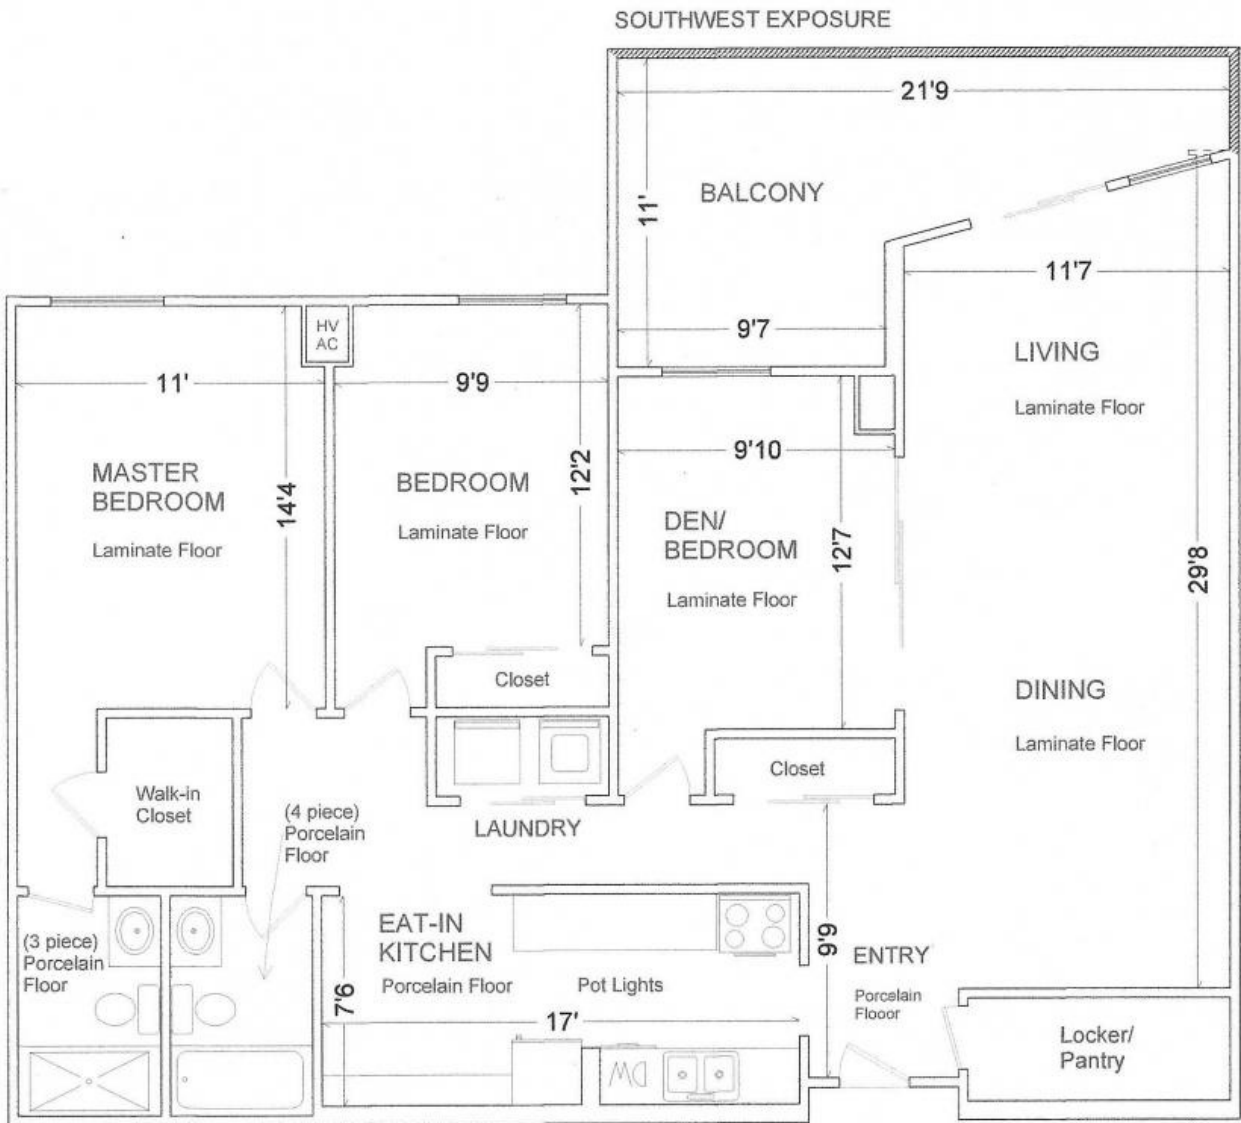 SOUTHWEST EXPOSURE
21'9
BALCONY
11'
11'7
9'7
HV
AC
LIVING
Laminate Floor
11'
9'9
9'10
MASTER
BEDROOM
Laminate Floor
14'4
BEDROOM
Laminate Floor
12'2
DEN/
BEDROOM
Laminate Floor
12'7
29'8
Closet
DINING
Laminate Floor
Closet
Walk-in
Closet
(4 piece)
Porcelain
Floor
LAUNDRY
(3 piece)
Porcelain
Floor
EAT-IN
KITCHEN
Porcelain Floor
Pot Lights
7'6
17'
9'9
ENTRY
Porcelain
Flooor
DW
Locker/
Pantry